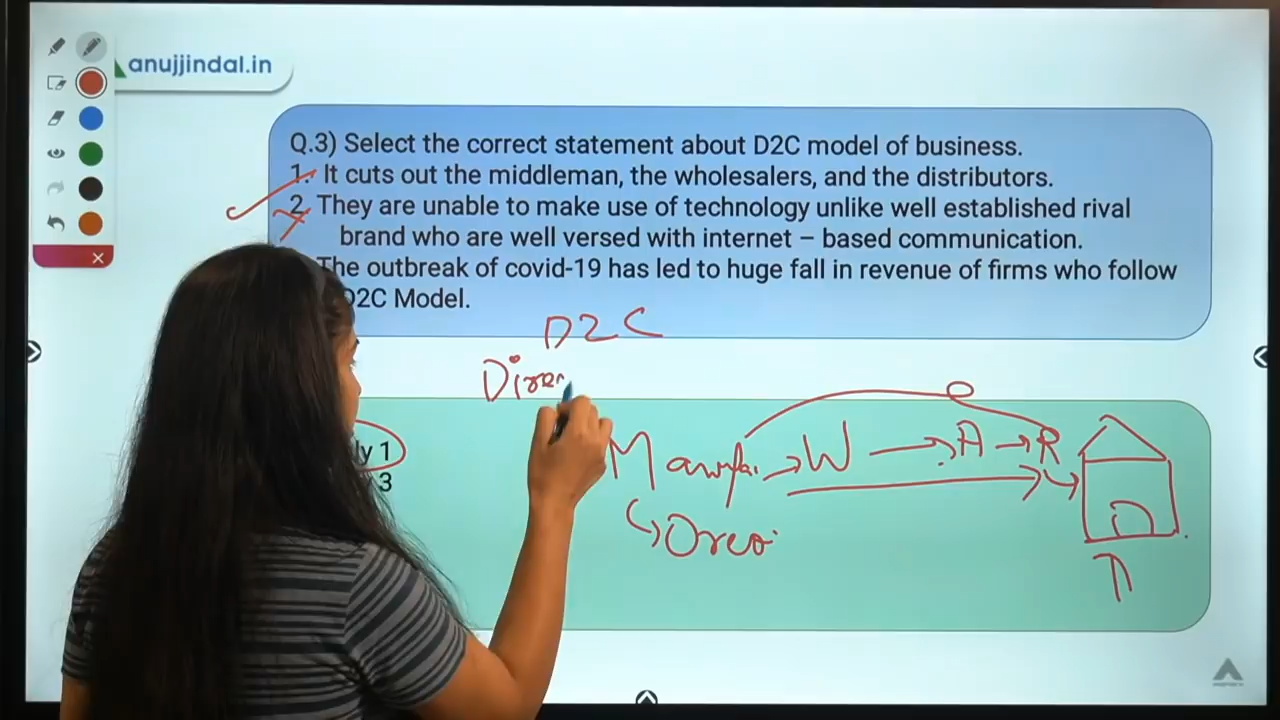 anujjindal.in
Q.3) Select the correct statement about D2C model of business.
1. It cuts out the middleman, the wholesalers, and the distributors.
2. They are unable to make use of technology unlike well established rival
brand who are well versed with internet – based communication.
The outbreak of covid-19 has led to huge fall in revenue of firms who follow
D2C Model.
D2C
Dire
y 1
3
W A R
Oreo